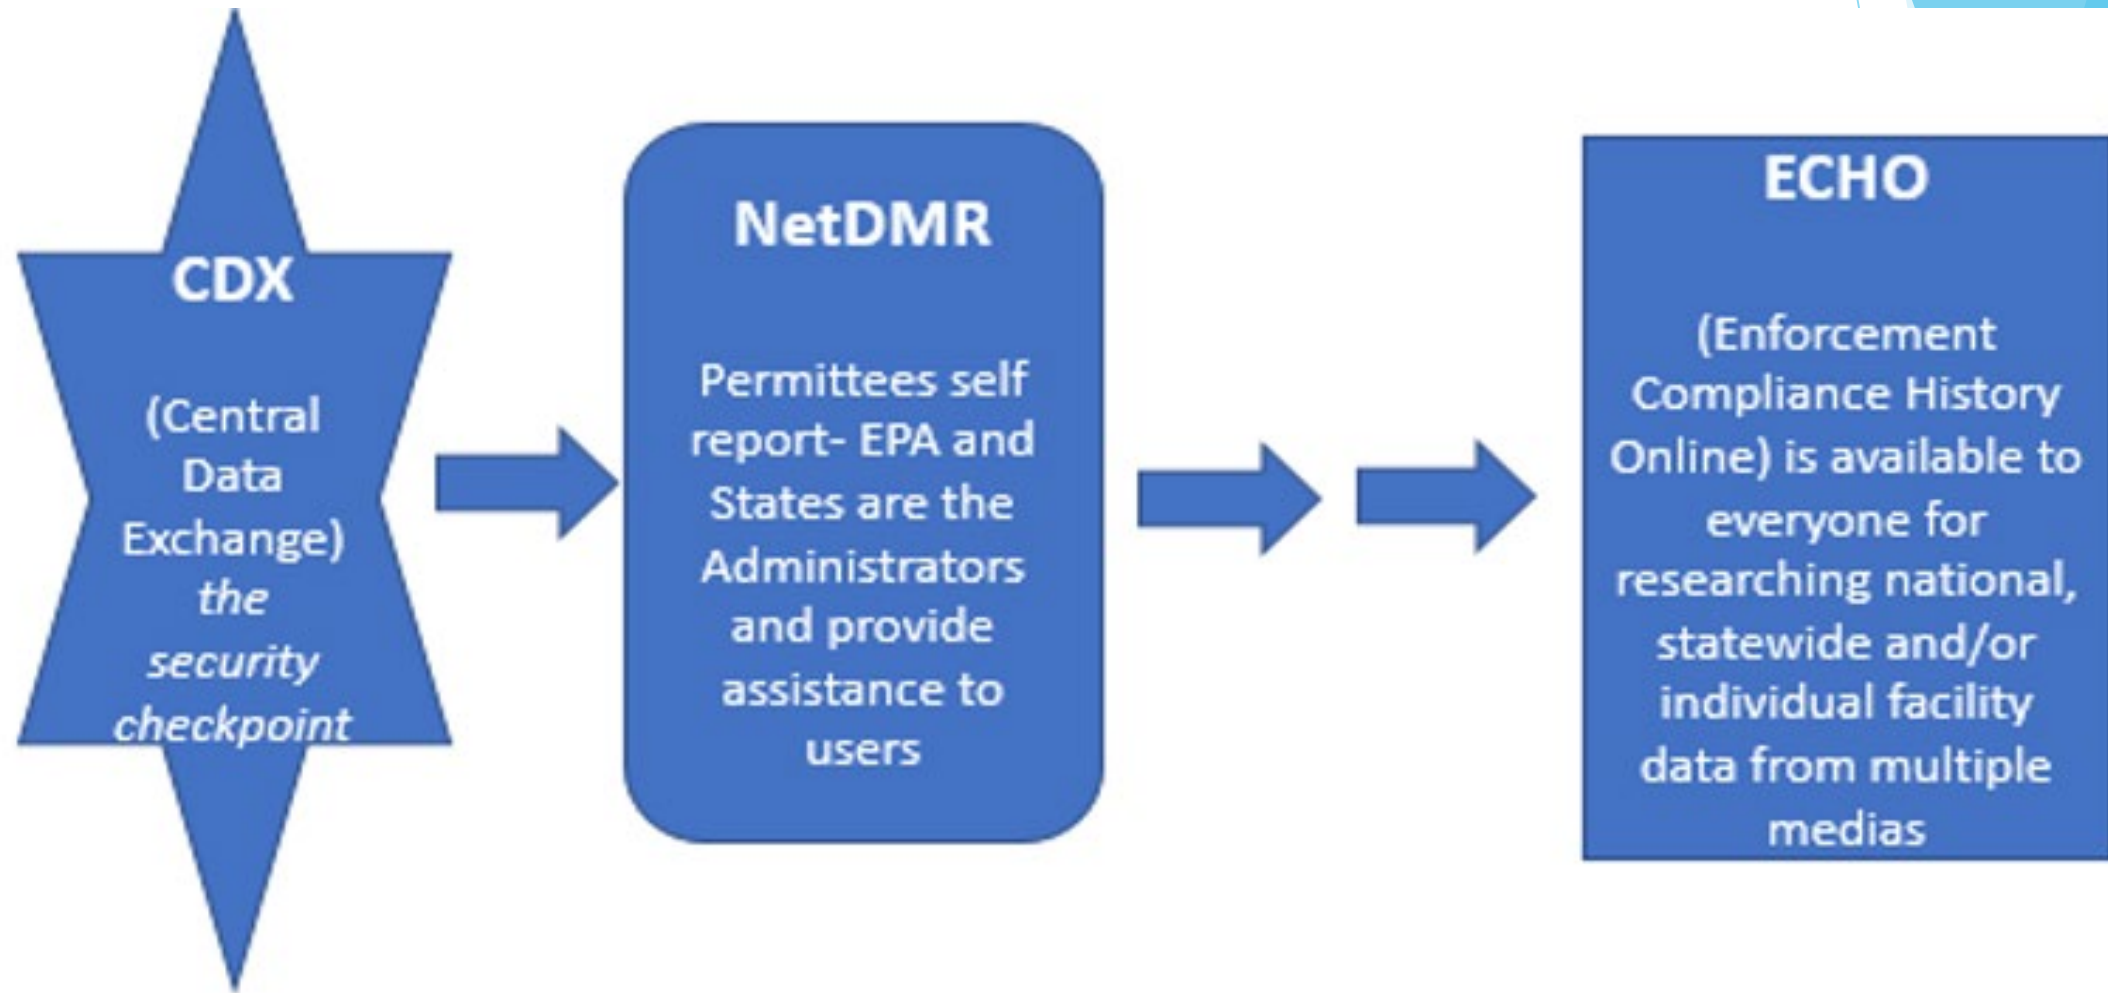 CDX
(Central
Data
Exchange)
the
security
checkpoint
NetDMR
Permittees self
report- EPA and
States are the
Administrators
and provide
assistance to
users
ECHO
(Enforcement
Compliance History
Online) is available to
everyone for
researching national,
statewide and/or
individual facility
data from multiple
medias